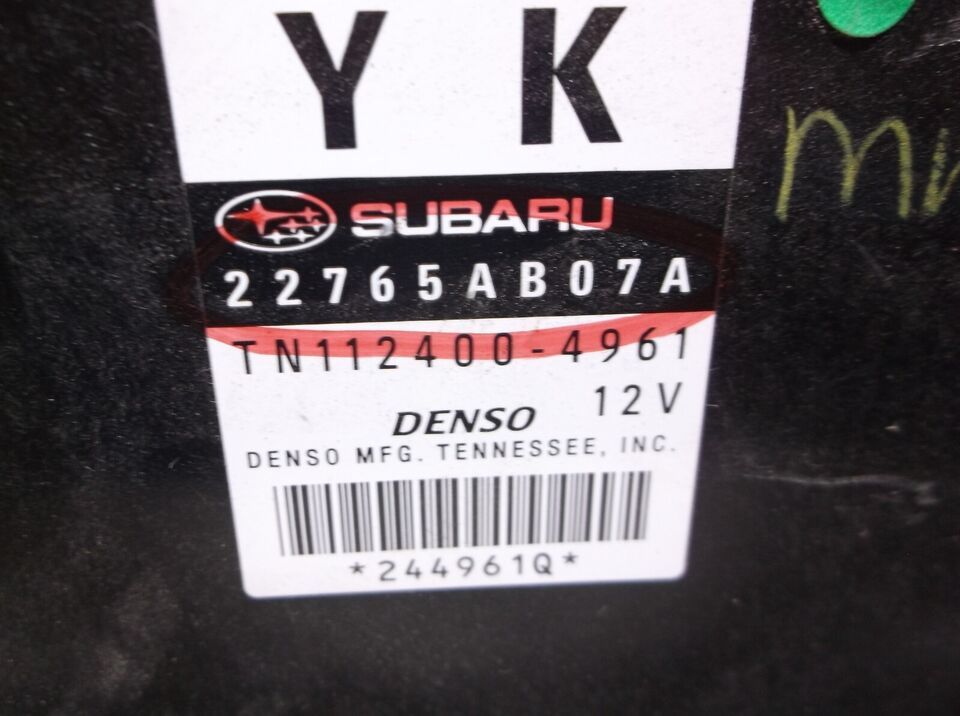 Y K
SUBARU
22765AB07A
TN112400-4961
12V
DENSO
DENSO MFG. TENNESSEE, INC.
*244961Q*